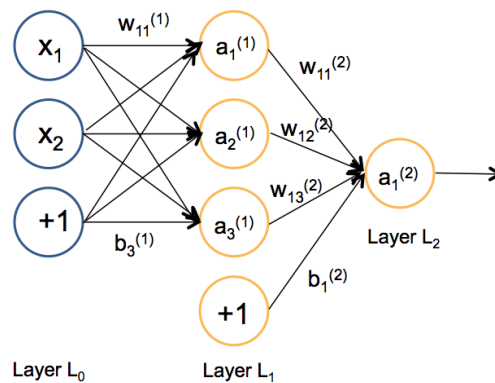 x₁
w₁₁⁽¹⁾
a₁⁽¹⁾
w₁₁⁽²⁾
x₂
a₂⁽¹⁾
w₁₂⁽²⁾
a₁⁽²⁾
+1
b₃⁽¹⁾
a₃⁽¹⁾
w₁₃⁽²⁾
Layer L₂
+1
b₁⁽²⁾
Layer L₀
Layer L₁